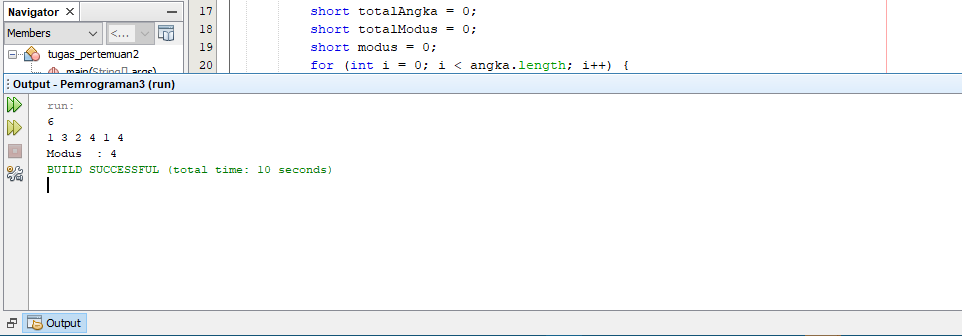 Navigator
Members
<...
tugas_pertemuan2
main(String[] args)
17 short totalAngka = 0;
18 short totalModus = 0;
19 short modus = 0;
20 for (int i = 0; i < angka.length; i++) {
Output - Pemrograman3 (run)
run:
6
1 3 2 4 1 4
Modus  : 4
BUILD SUCCESSFUL (total time: 10 seconds)
Output